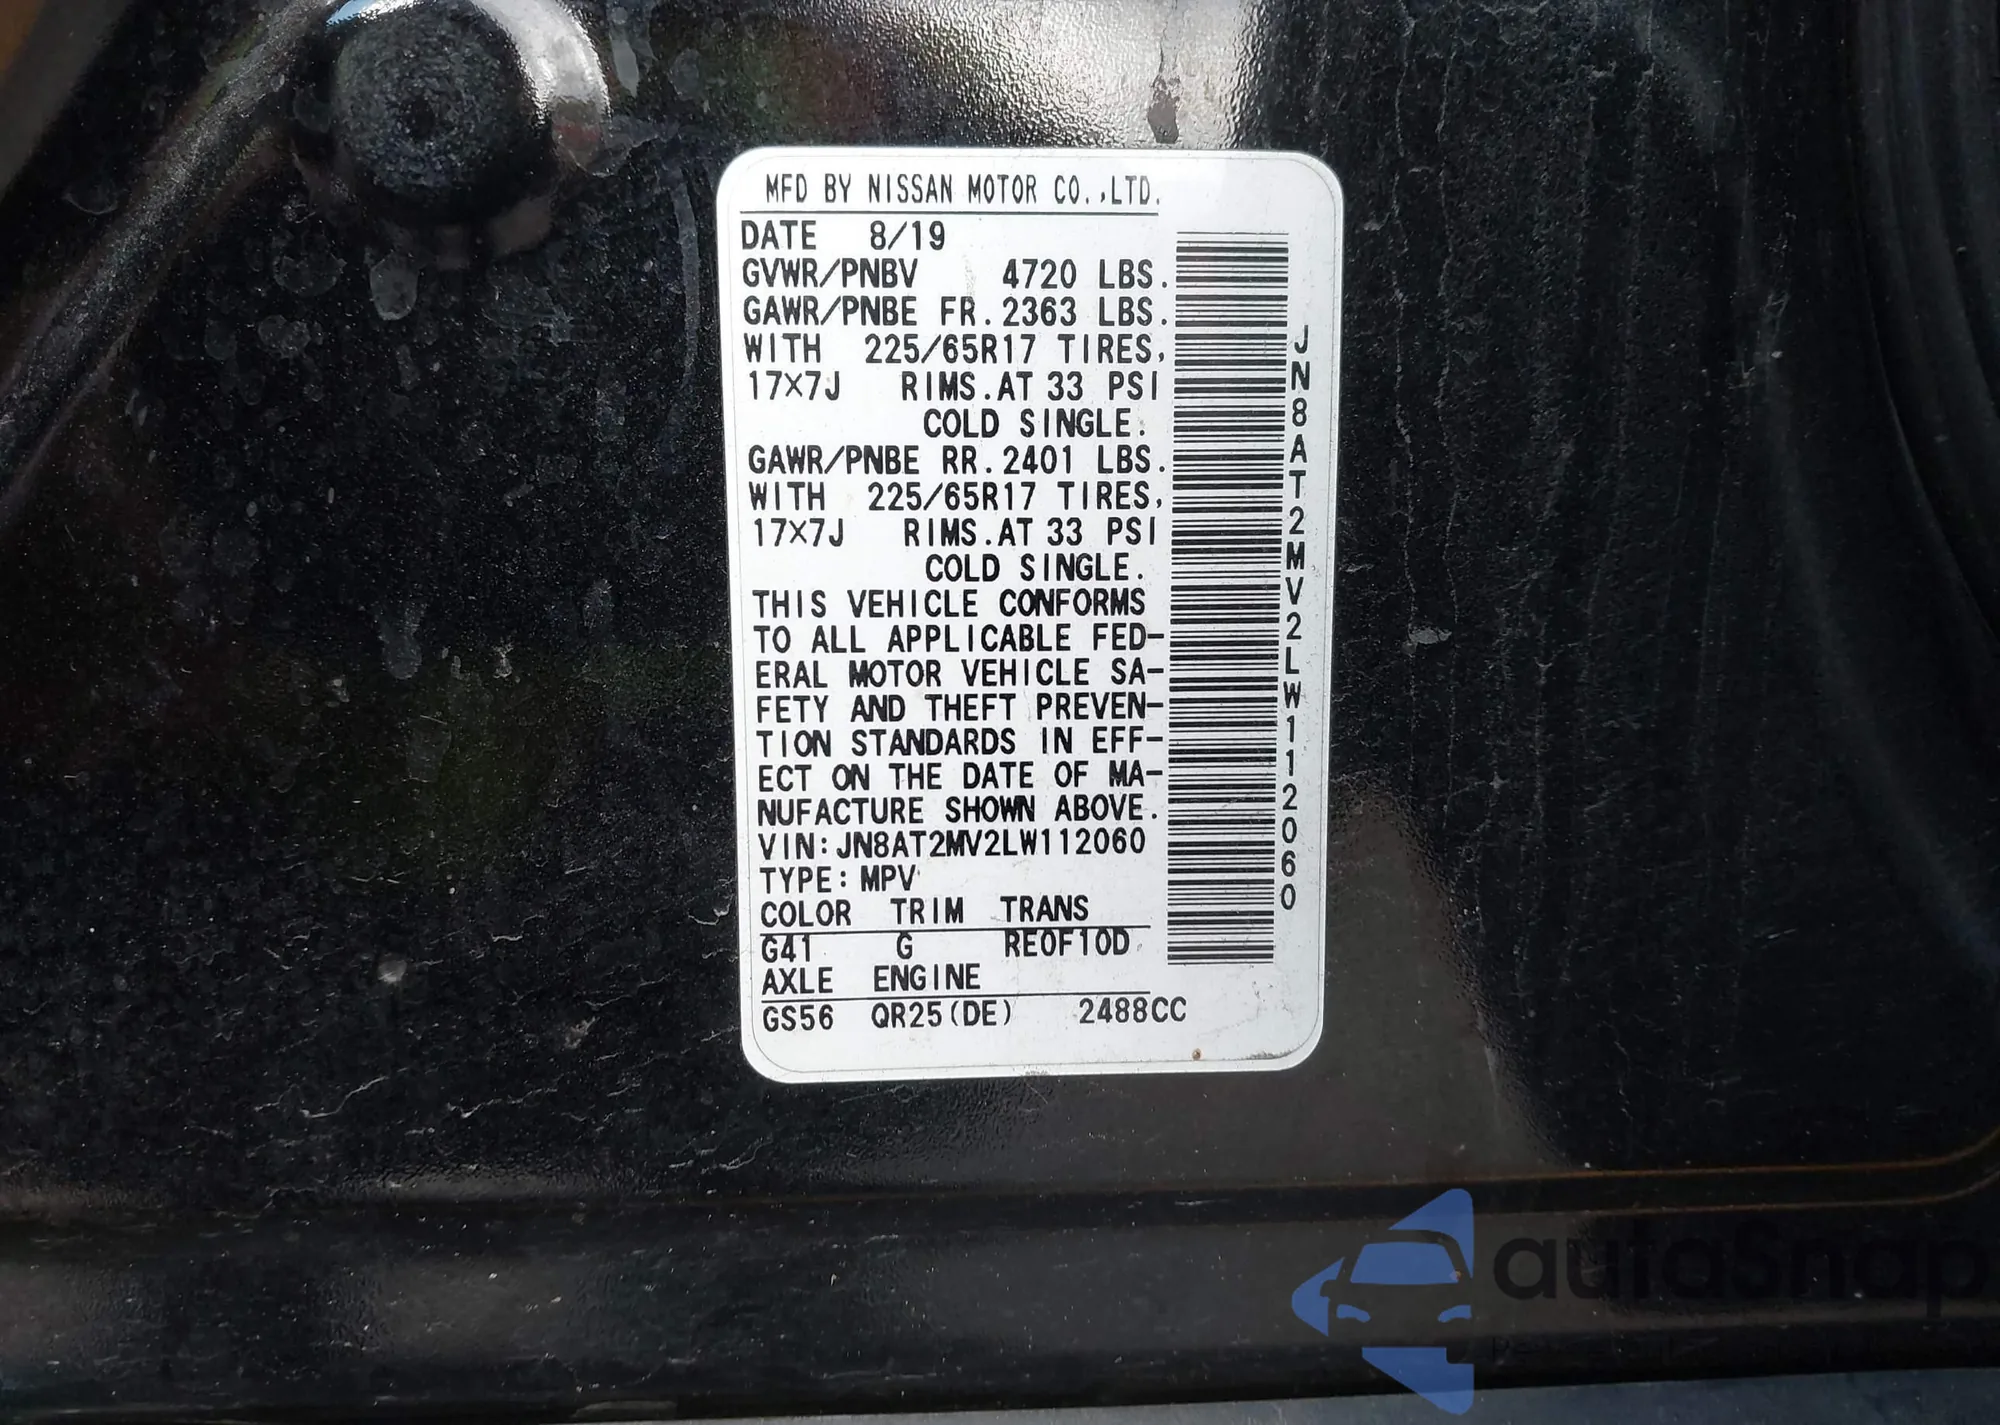 MFD BY NISSAN MOTOR CO.,LTD.
DATE 8/19
GVWR/PNBV 4720 LBS.
GAWR/PNBE FR.2363 LBS.
WITH 225/65R17 TIRES,
17×7J RIMS.AT 33 PSI
COLD SINGLE.
GAWR/PNBE RR.2401 LBS.
WITH 225/65R17 TIRES,
17×7J RIMS.AT 33 PSI
COLD SINGLE.
THIS VEHICLE CONFORMS
TO ALL APPLICABLE FED-
ERAL MOTOR VEHICLE SA-
FETY AND THEFT PREVEN-
TION STANDARDS IN EFF-
ECT ON THE DATE OF MA-
NUFACTURE SHOWN ABOVE.
VIN:JN8AT2MV2LW112060
TYPE:MPV
COLOR TRIM TRANS
G41 G RE0F10D
AXLE ENGINE
GS56 QR25(DE) 2488CC
JN8AT2MV2LW112060
autoSnap